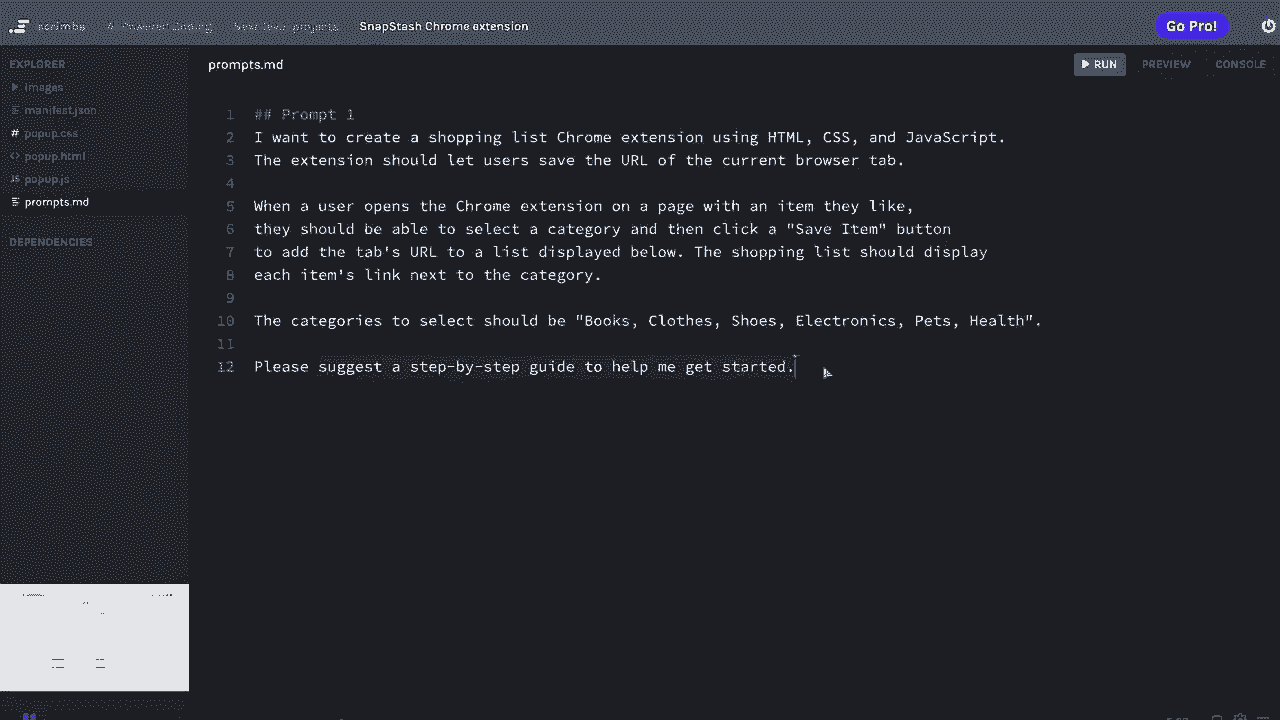 scrimba
SnapStash Chrome extension
Go Pro!
EXPLORER
images
manifest.json
popup.css
popup.html
popup.js
prompts.md
DEPENDENCIES
prompts.md
RUN
PREVIEW
CONSOLE
1 ## Prompt 1
2 I want to create a shopping list Chrome extension using HTML, CSS, and JavaScript.
3 The extension should let users save the URL of the current browser tab.
4
5 When a user opens the Chrome extension on a page with an item they like,
6 they should be able to select a category and then click a "Save Item" button
7 to add the tab's URL to a list displayed below. The shopping list should display
8 each item's link next to the category.
9
10 The categories to select should be "Books, Clothes, Shoes, Electronics, Pets, Health".
11
12 Please suggest a step-by-step guide to help me get started.